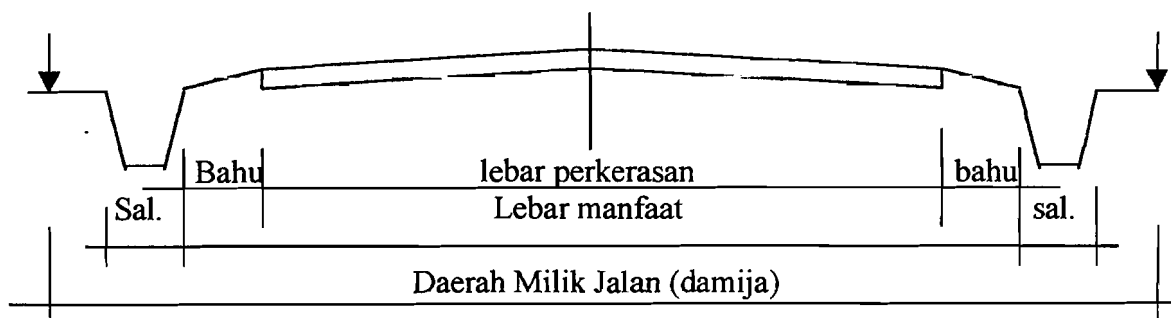 Bahu lebar perkerasan bahu
Sal. Lebar manfaat sal.
Daerah Milik Jalan (damija)